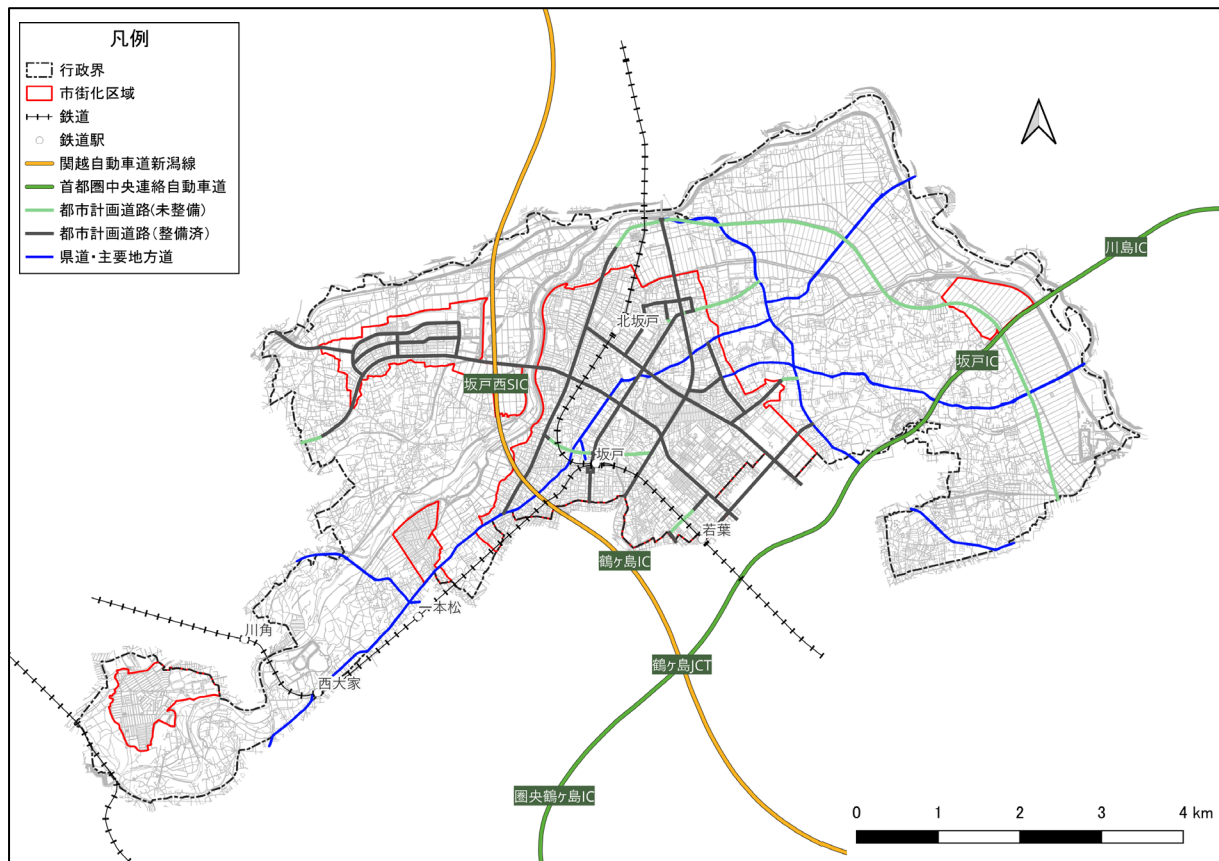 凡例
行政界
市街化区域
鉄道
鉄道駅
関越自動車道新潟線
首都圏中央連絡自動車道
都市計画道路(未整備)
都市計画道路(整備済)
県道・主要地方道
川島IC
北坂戸
坂戸IC
坂戸西SIC
坂戸
若葉
鶴ヶ島IC
一本松
川角
鶴ヶ島JCT
西大家
圏央鶴ヶ島IC
0 1 2 3 4 km